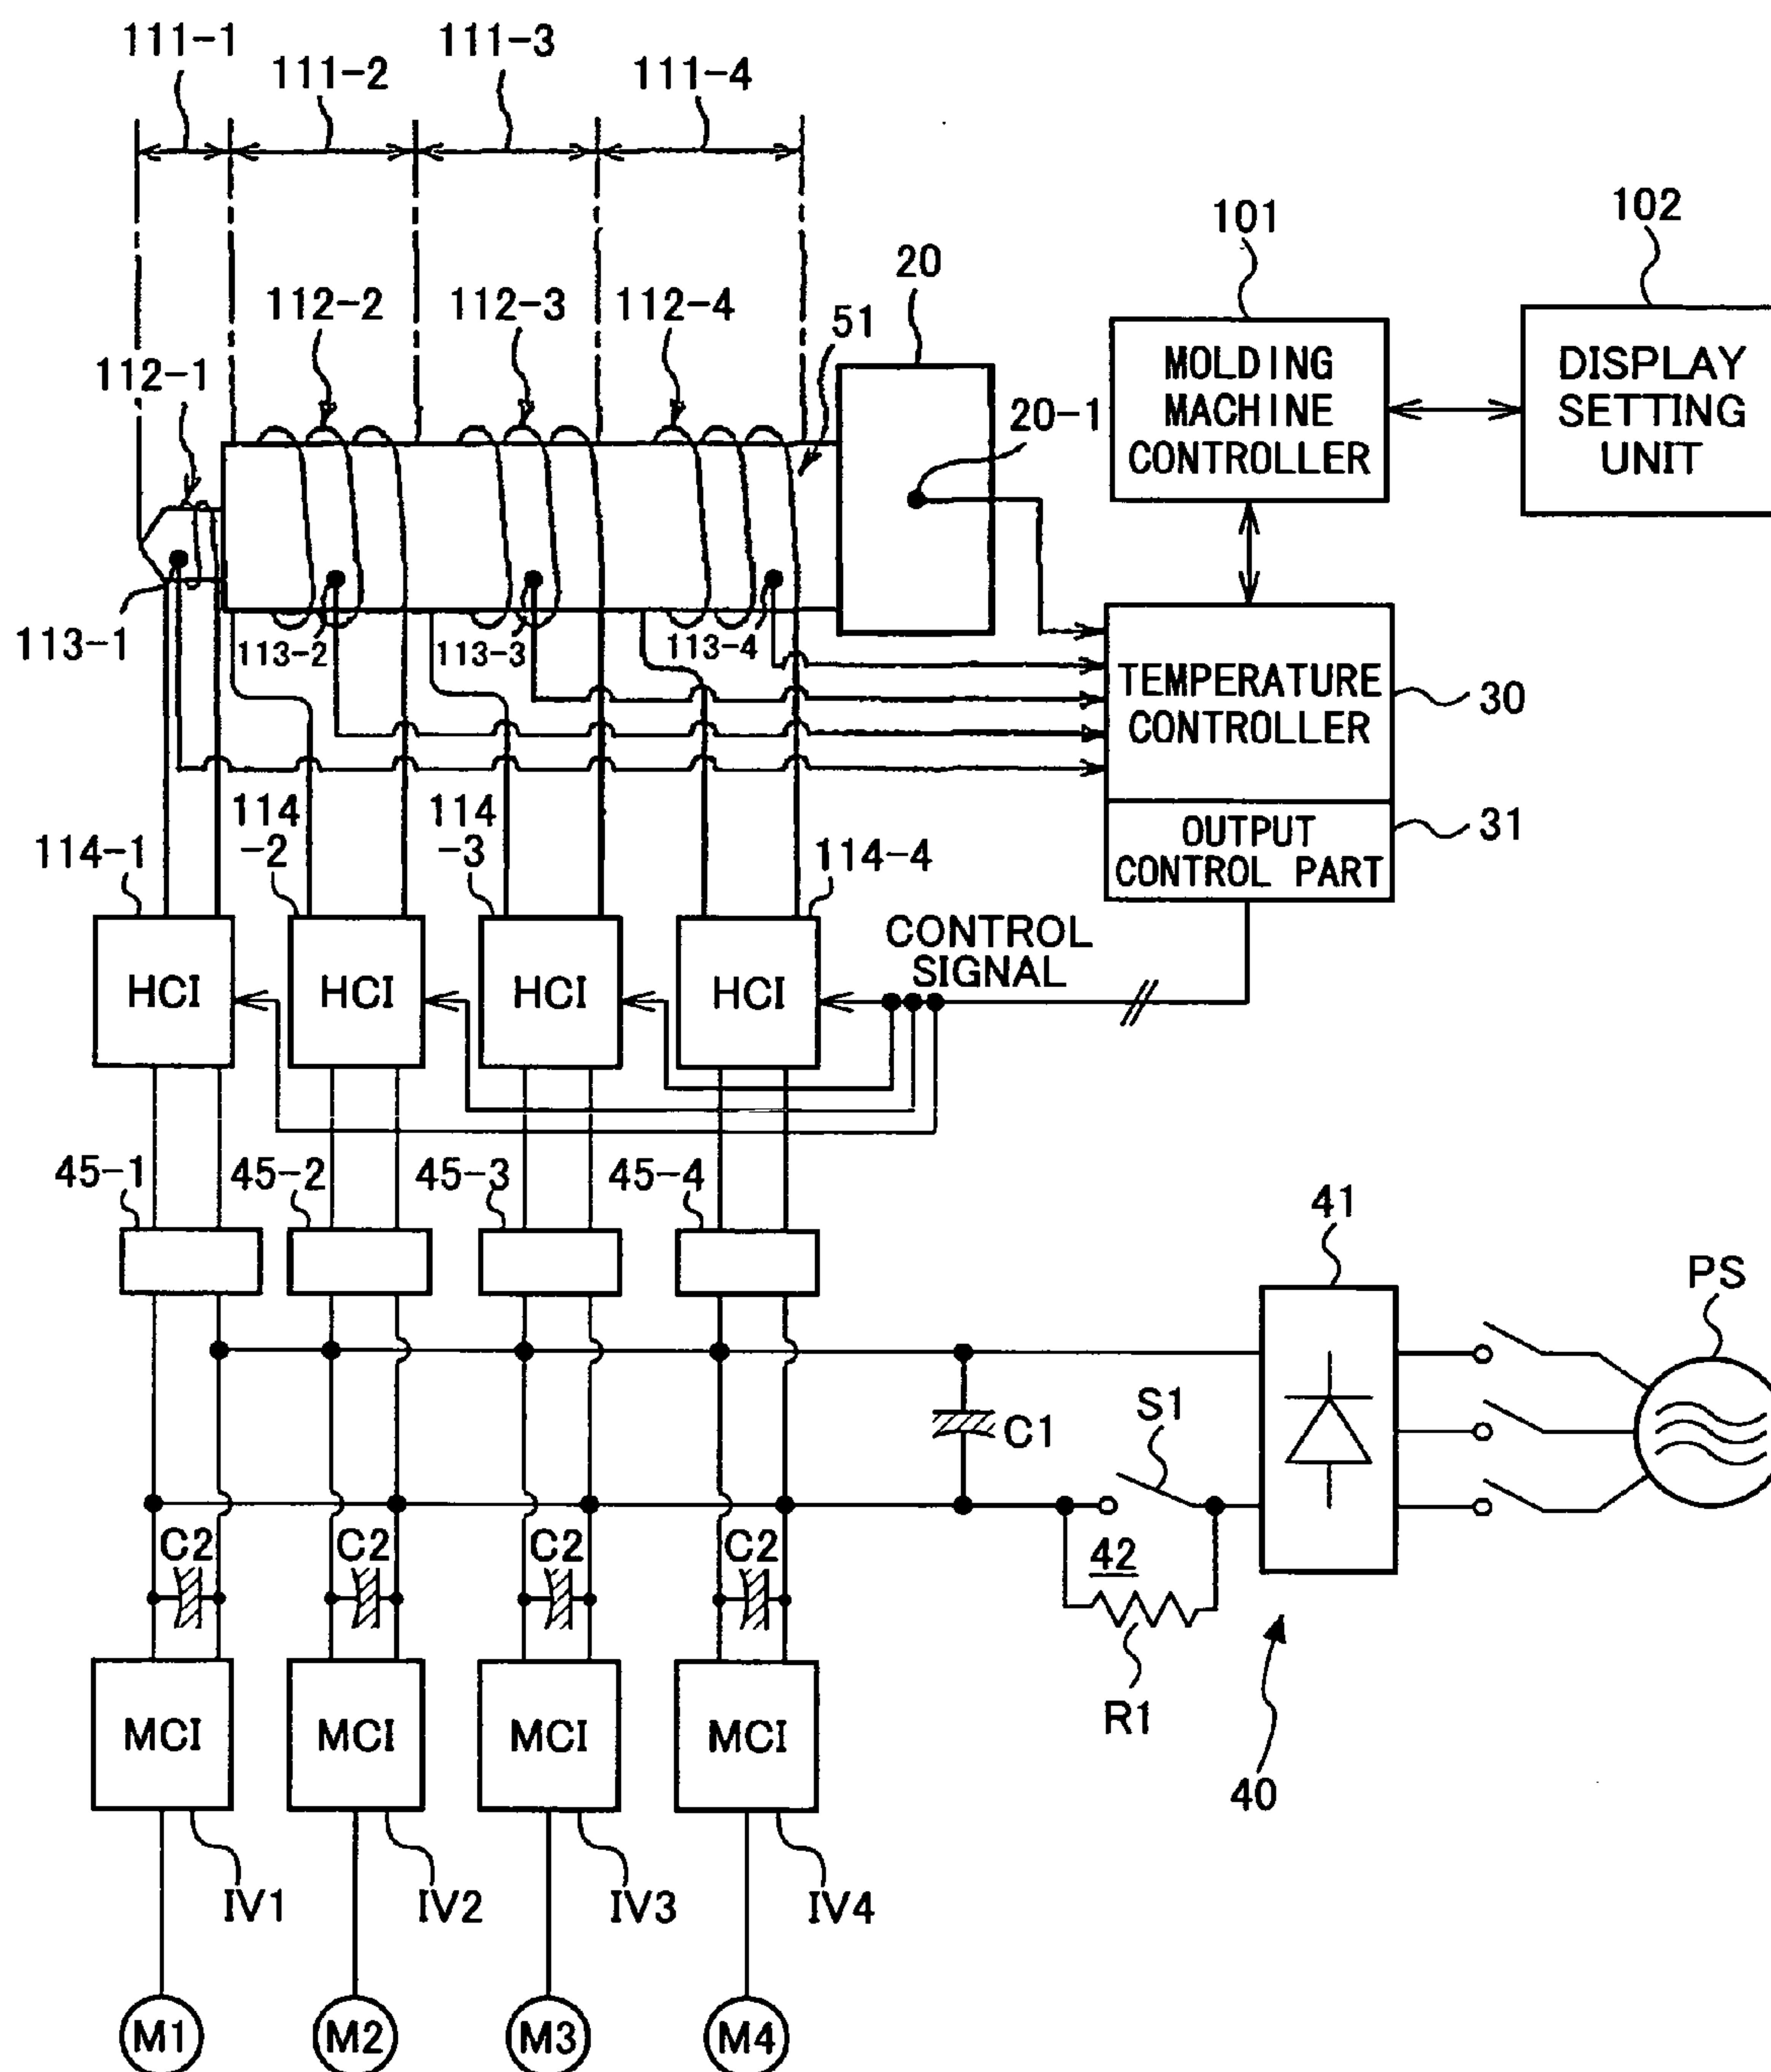 111-1
111-2
111-3
111-4
101
102
20
112-2
112-3
112-4
51
112-1
20-1
MOLDING
MACHINE
CONTROLLER
DISPLAY
SETTING
UNIT
113-1
113-2
113-3
113-4
TEMPERATURE
CONTROLLER
30
OUTPUT
CONTROL PART
31
114-1
114
-2
114
-3
114-4
CONTROL
SIGNAL
HCI
HCI
HCI
HCI
45-1
45-2
45-3
45-4
41
PS
C1
S1
42
R1
40
C2
C2
C2
C2
MCI
MCI
MCI
MCI
IV1
IV2
IV3
IV4
M1
M2
M3
M4